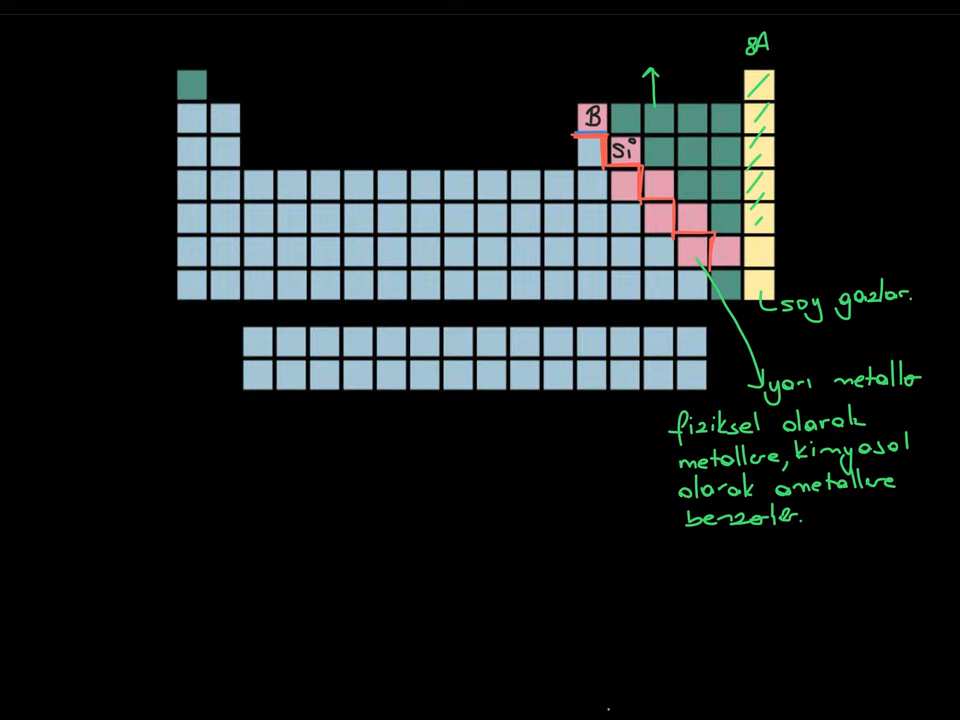 8A
B
Si
soy gazlar.
yarı metaller
fiziksel olarak
metallere, kimyasal
olarak ametallere
benzerler.